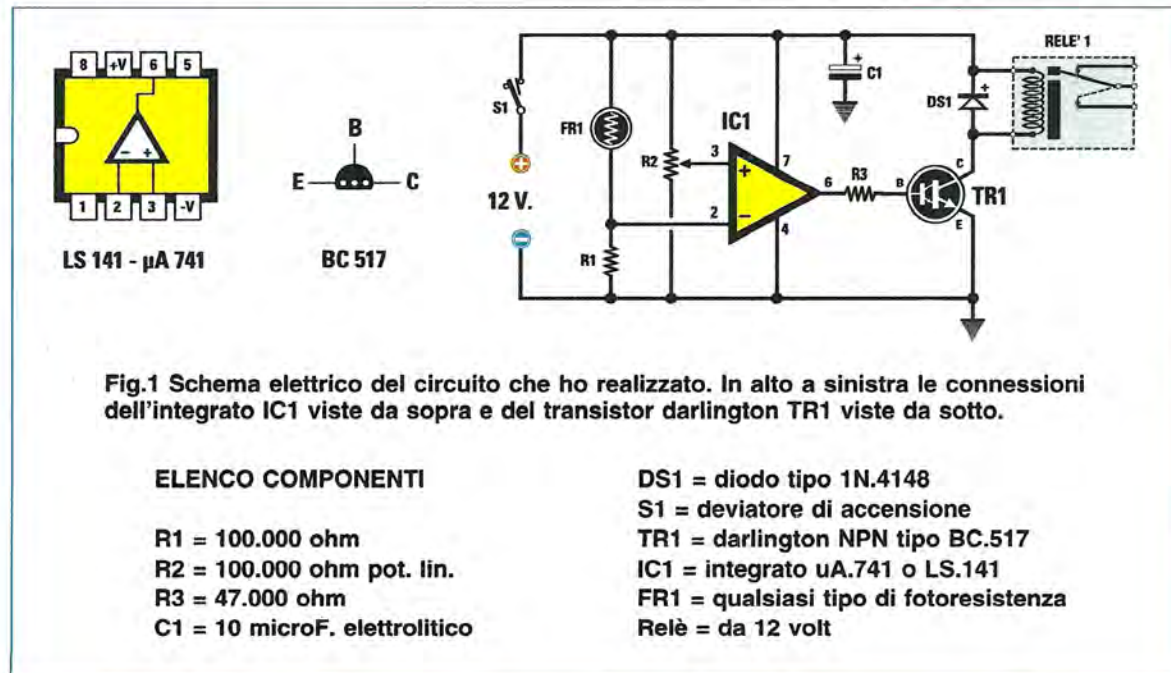 8 +V 6 5
1 2 3 -V
LS 141 - µA 741
B
E C
BC 517
S1
12 V.
FR1
R1
R2
IC1
3
2
7
4
6
R3
C1
DS1
RELE' 1
B
C
E
TR1
Fig.1 Schema elettrico del circuito che ho realizzato. In alto a sinistra le connessioni
dell'integrato IC1 viste da sopra e del transistor darlington TR1 viste da sotto.
ELENCO COMPONENTI
R1 = 100.000 ohm
R2 = 100.000 ohm pot. lin.
R3 = 47.000 ohm
C1 = 10 microF. elettrolitico
DS1 = diodo tipo 1N.4148
S1 = deviatore di accensione
TR1 = darlington NPN tipo BC.517
IC1 = integrato uA.741 o LS.141
FR1 = qualsiasi tipo di fotoresistenza
Relè = da 12 volt